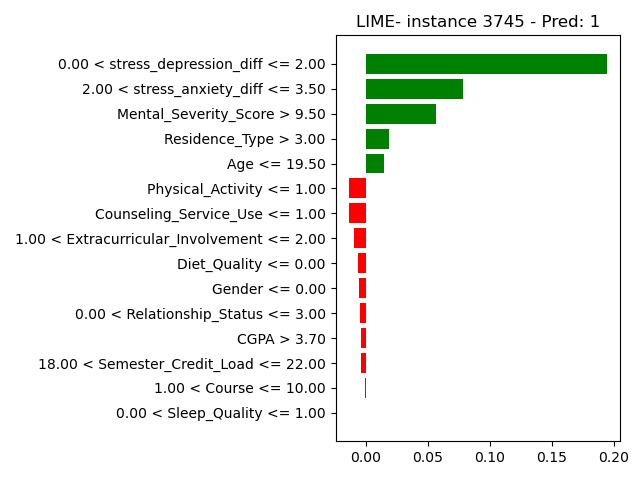 LIME- instance 3745 - Pred: 1
0.00 < stress_depression_diff <= 2.00
2.00 < stress_anxiety_diff <= 3.50
Mental_Severity_Score > 9.50
Residence_Type > 3.00
Age <= 19.50
Physical_Activity <= 1.00
Counseling_Service_Use <= 1.00
1.00 < Extracurricular_Involvement <= 2.00
Diet_Quality <= 0.00
Gender <= 0.00
0.00 < Relationship_Status <= 3.00
CGPA > 3.70
18.00 < Semester_Credit_Load <= 22.00
1.00 < Course <= 10.00
0.00 < Sleep_Quality <= 1.00
0.00 0.05 0.10 0.15 0.20